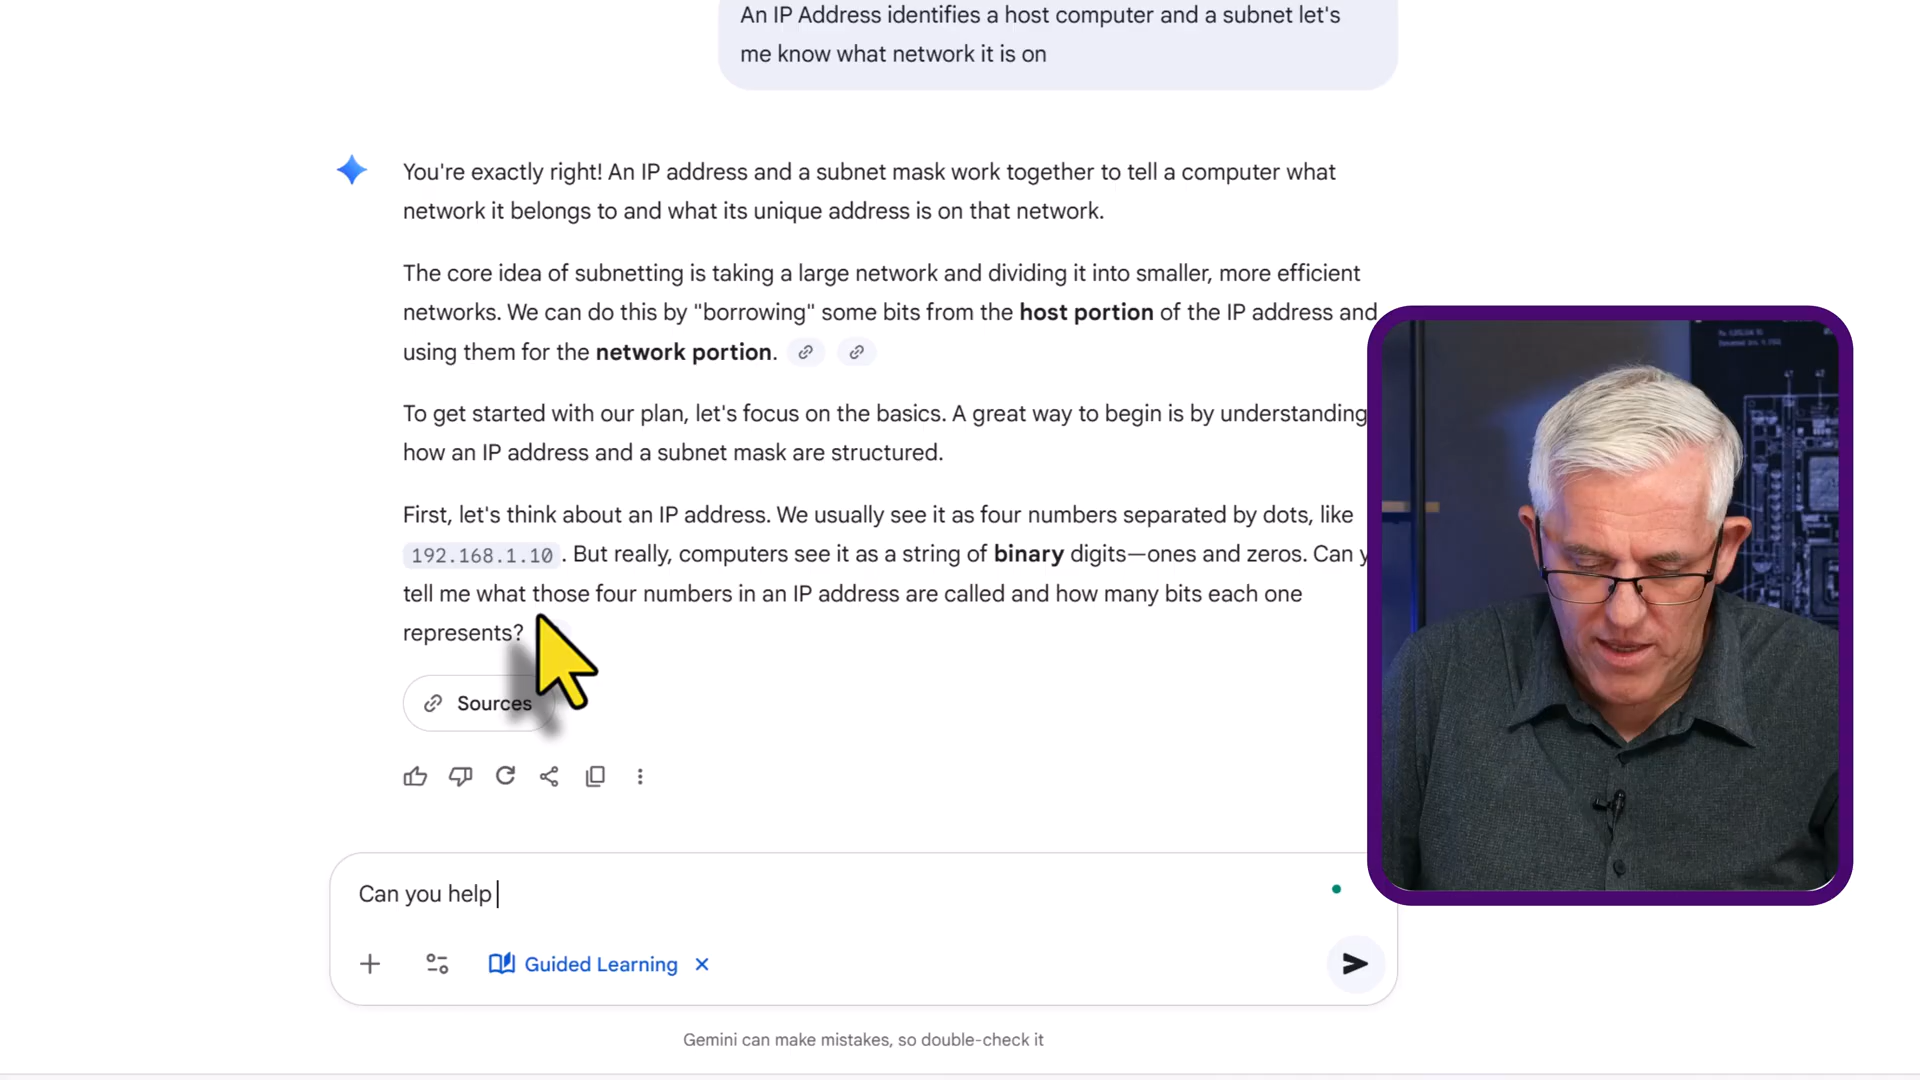 An IP Address identifies a host computer and a subnet let's
me know what network it is on
You're exactly right! An IP address and a subnet mask work together to tell a computer what
network it belongs to and what its unique address is on that network.
The core idea of subnetting is taking a large network and dividing it into smaller, more efficient
networks. We can do this by "borrowing" some bits from the host portion of the IP address and
using them for the network portion.
To get started with our plan, let's focus on the basics. A great way to begin is by understanding
how an IP address and a subnet mask are structured.
First, let's think about an IP address. We usually see it as four numbers separated by dots, like
192.168.1.10. But really, computers see it as a string of binary digits—ones and zeros. Can y
tell me what those four numbers in an IP address are called and how many bits each one
represents?
Sources
Can you help
Guided Learning
Gemini can make mistakes, so double-check it